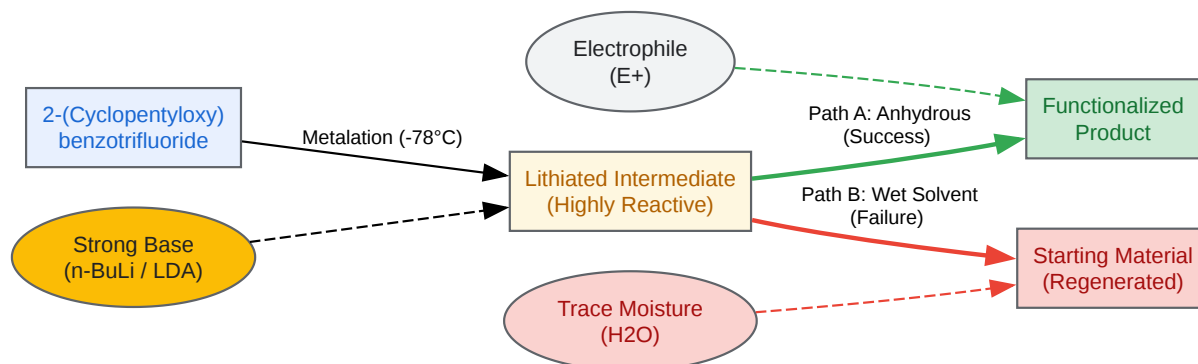 Electrophile
(E+)
2-(Cyclopentyloxy)
benzotrifluoride
Metalation (-78°C)
Path A: Anhydrous
(Success)
Functionalized
Product
Lithiated Intermediate
(Highly Reactive)
Path B: Wet Solvent
(Failure)
Strong Base
(n-BuLi / LDA)
Starting Material
(Regenerated)
Trace Moisture
(H2O)